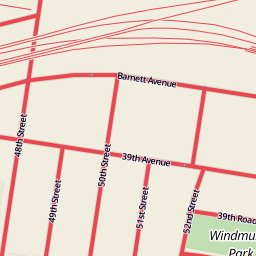 Barnett Avenue
48th Street
50th Street
39th Avenue
49th Street
51st Street
52nd Street
39th Road
Windmu
Park